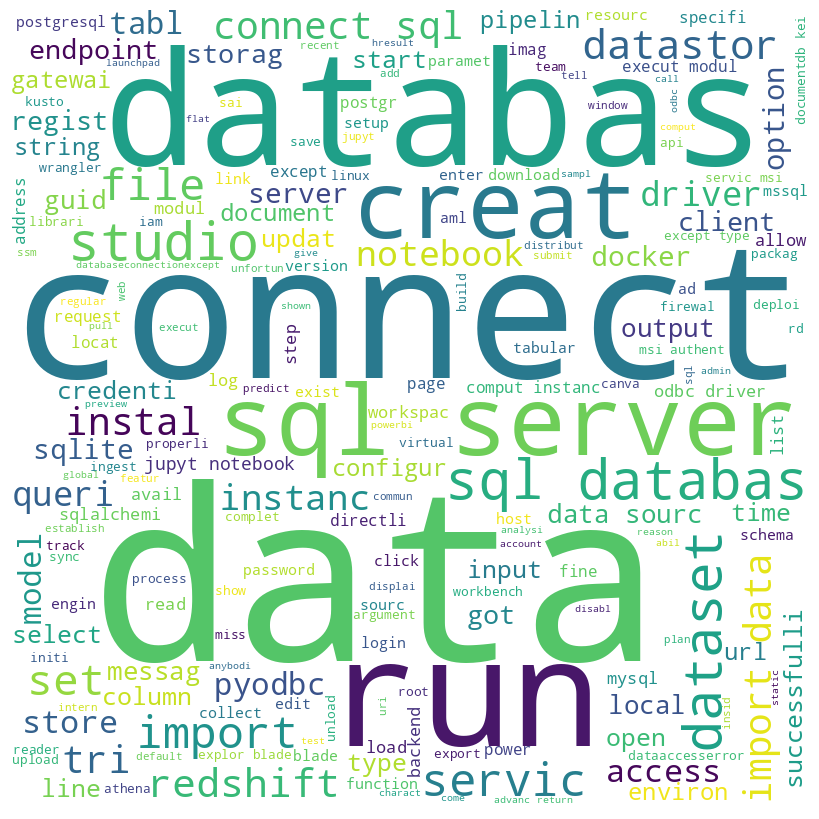 postgresql
tabl
connect sql
pipelin
resourc
specifi
documentdb kei
endpoint
launchpad
storag
start
recent
hresult
imag
datastor
gatewai
databas
add
paramet
team
tell
execut modul
call
odbc
window
option
kusto
sai
flat
postgr
jupyt
comput
api
regist
setup
string
save
wrangler
link
except
linux
enter
download
sampl
servic msi
file
creat
driver
mssql
address
guid
modul
server
librari
iam
document
client
studio
updat
notebook
aml
distribut
submit
docker
except type
allow
packag
ssm
databaseconnectionexcept
unfortun
version
give
build
connect
web
shown
regular
request
pull
execut
step
locat
ad
firewal
deploi
output
rd
tabular
msi authent
log
predict
exist
page
comput instanc
canva
sql
admin
odbc driver
credenti
preview
instal
sql server
workspac
powerbi
list
sqlite
properli
virtual
ingest
jupyt notebook
configur
sql databas
global
featur
queri
avail
instanc
commun
sqlalchemi
complet
directli
host
analysi
data sourc
time
establish
track
account
reason
schema
sync
model
click
abil
engin
process
show
password
displai
input
fine
dataset
import data
successfulli
data
read
sourc
workbench
argument
got
disabl
select
miss
login
url
plan
initi
anybodi
run
set
messag
pyodbc
root
mysql
static
column
edit
intern
collect
unload
uri
backend
local
insid
store
import
test
open
reader
upload
tri
default
explor blade
blade
load
export
power
dataaccesserror
type
access
line
athena
redshift
function
charact
servic
come
advanc return
environ